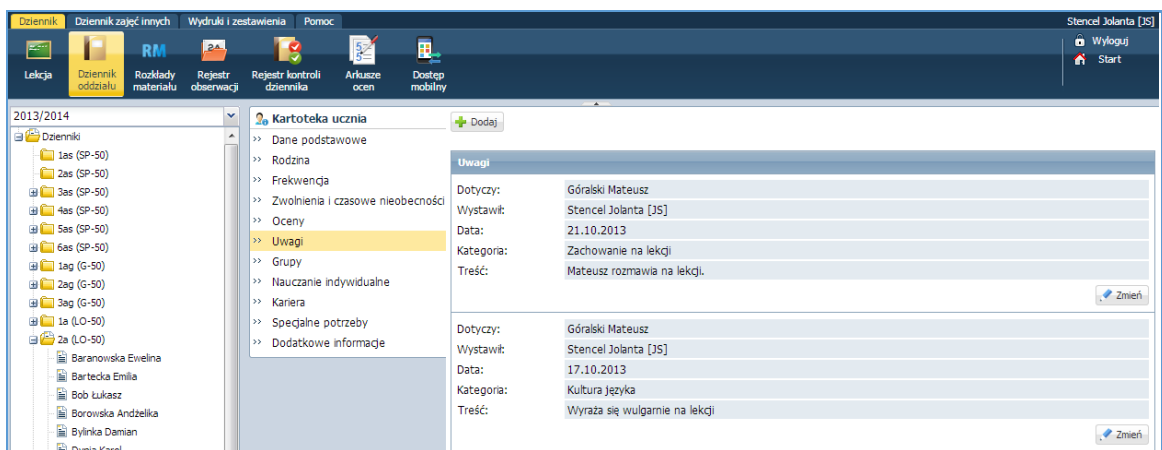 Dziennik Dziennik zajęć innych Wydruki i zestawienia Pomoc Stencel Jolanta [JS]
Wyloguj
Start
RM
Lekcja Dziennik oddziału Rozkłady materiału Rejestr obserwacji Rejestr kontroli dziennika Arkusze ocen Dostęp mobilny
2013/2014
Dzienniki
1as (SP-50)
2as (SP-50)
3as (SP-50)
4as (SP-50)
5as (SP-50)
6as (SP-50)
1ag (G-50)
2ag (G-50)
3ag (G-50)
1a (LO-50)
2a (LO-50)
Baranowska Ewelina
Bartecka Emilia
Bob Łukasz
Borowska Andżelika
Bylinka Damian
Kartoteka ucznia
Dane podstawowe
Rodzina
Frekwencja
Zwolnienia i czasowe nieobecności
Oceny
Uwagi
Grupy
Nauczanie indywidualne
Kariera
Specjalne potrzeby
Dodatkowe informacje
Dodaj
Uwagi
Dotyczy: Góralski Mateusz
Wystawił: Stencel Jolanta [JS]
Data: 21.10.2013
Kategoria: Zachowanie na lekcji
Treść: Mateusz rozmawia na lekcji.
Zmień
Dotyczy: Góralski Mateusz
Wystawił: Stencel Jolanta [JS]
Data: 17.10.2013
Kategoria: Kultura języka
Treść: Wyraża się wulgarnie na lekcji
Zmień